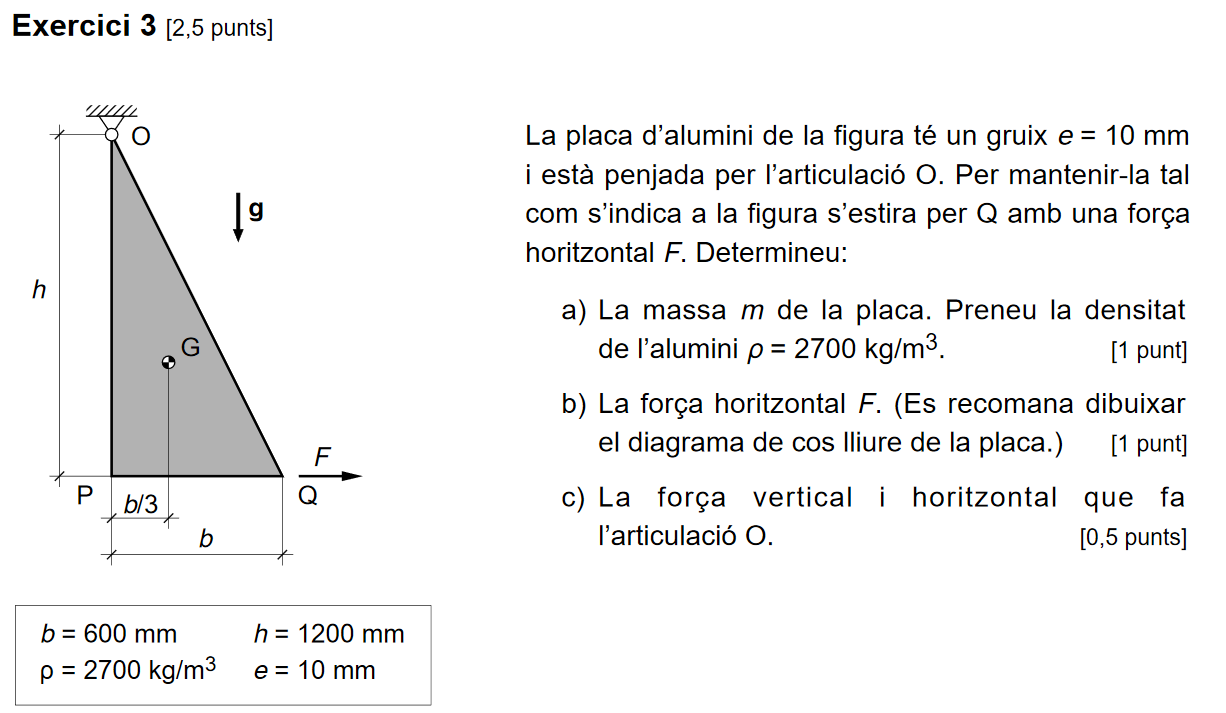 Exercici 3 [2,5 punts]
O
g
h
G
F
P
Q
b/3
b
La placa d’alumini de la figura té un gruix e = 10 mm
i està penjada per l’articulació O. Per mantenir-la tal
com s’indica a la figura s’estira per Q amb una força
horitzontal F. Determineu:
a) La massa m de la placa. Preneu la densitat
de l’alumini ρ = 2700 kg/m³. [1 punt]
b) La força horitzontal F. (Es recomana dibuixar
el diagrama de cos lliure de la placa.) [1 punt]
c) La força vertical i horitzontal que fa
l’articulació O. [0,5 punts]
b = 600 mm h = 1200 mm
ρ = 2700 kg/m³ e = 10 mm